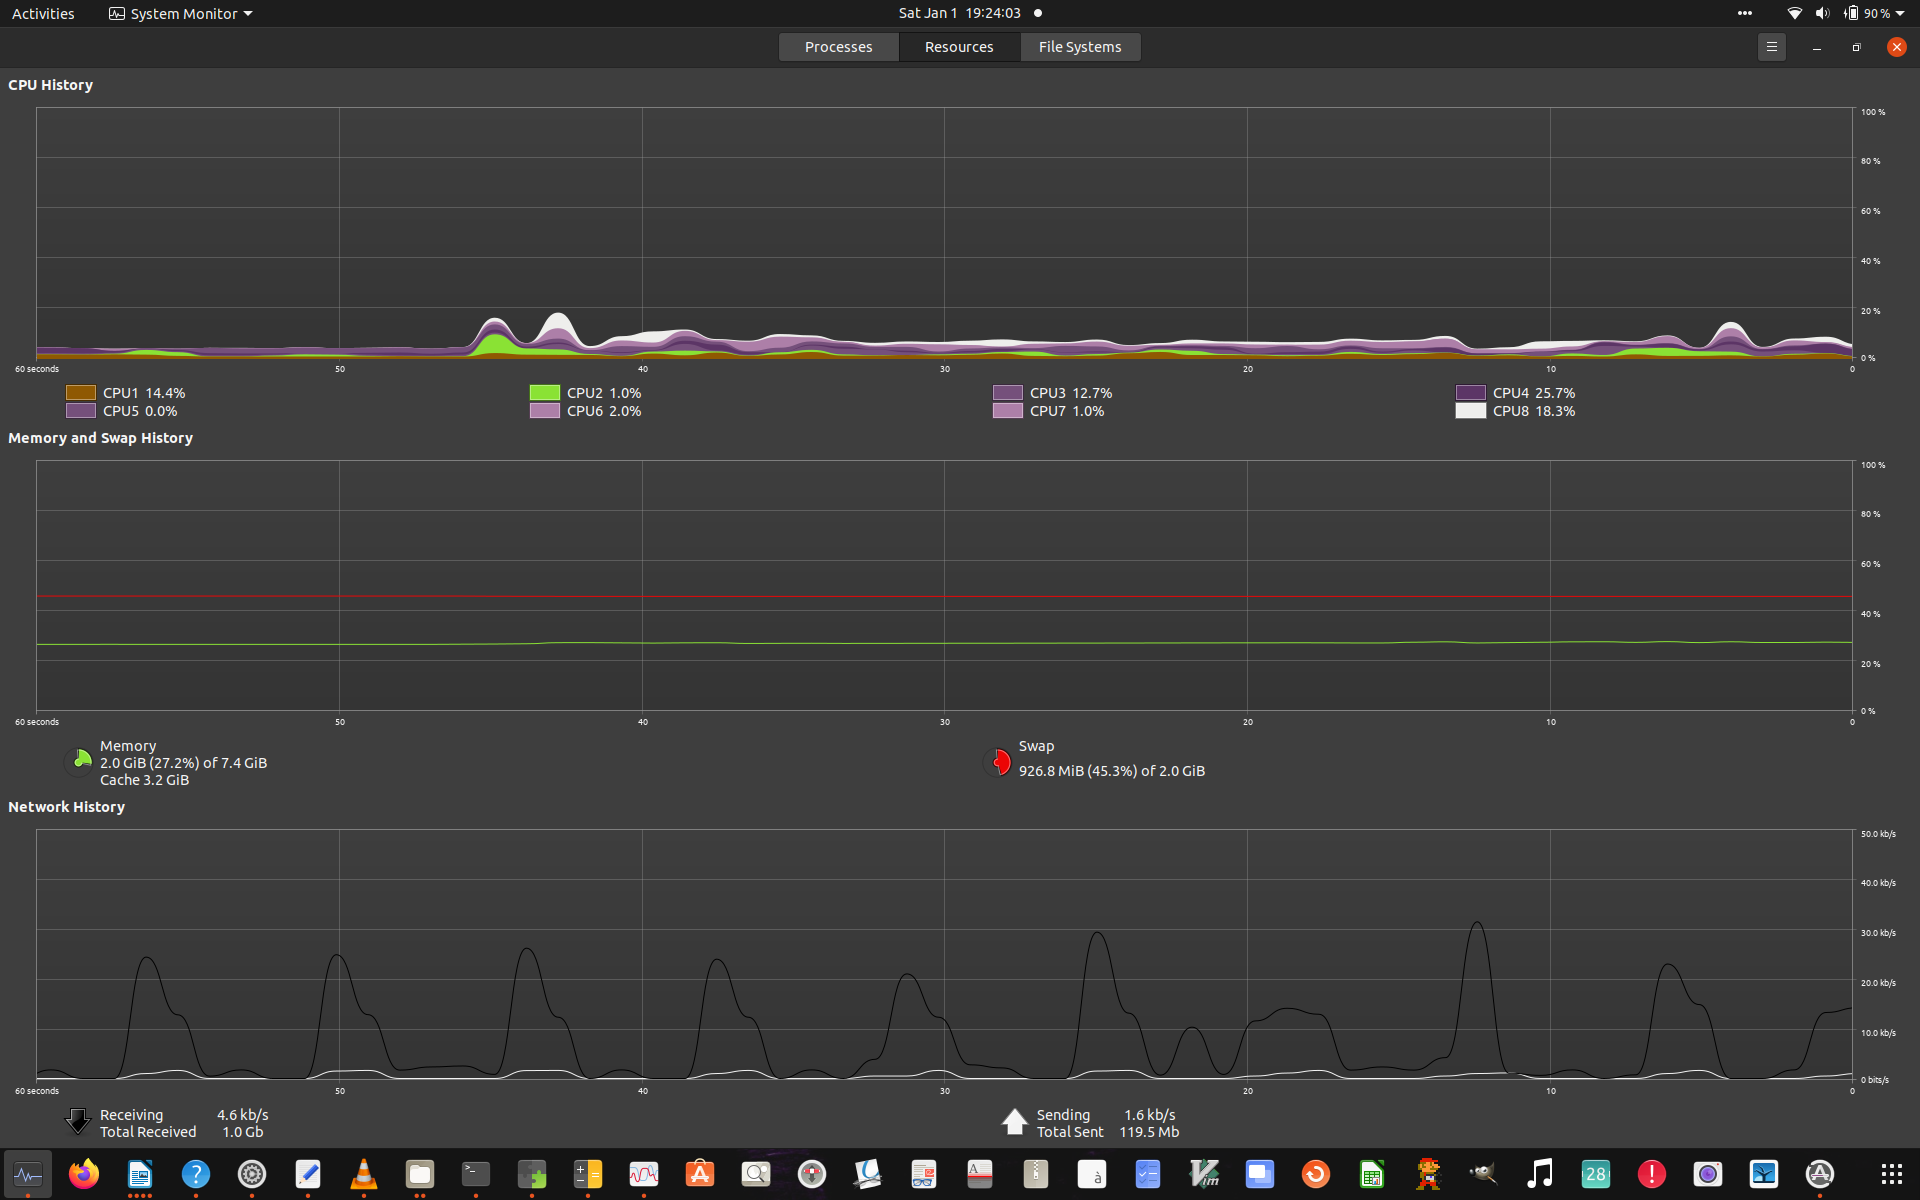 Activities System Monitor Sat Jan 1 19:24:03 90 %
Processes Resources File Systems
CPU History
100 %
80 %
60 %
40 %
20 %
0 %
60 seconds 50 40 30 20 10 0
CPU1 14.4% CPU2 1.0% CPU3 12.7% CPU4 25.7%
CPU5 0.0% CPU6 2.0% CPU7 1.0% CPU8 18.3%
Memory and Swap History
100 %
80 %
60 %
40 %
20 %
0 %
60 seconds 50 40 30 20 10 0
Memory
2.0 GiB (27.2%) of 7.4 GiB
Cache 3.2 GiB
Swap
926.8 MiB (45.3%) of 2.0 GiB
Network History
50.0 kb/s
40.0 kb/s
30.0 kb/s
20.0 kb/s
10.0 kb/s
0 bits/s
60 seconds 50 40 30 20 10 0
Receiving 4.6 kb/s
Total Received 1.0 Gb
Sending 1.6 kb/s
Total Sent 119.5 Mb
? >_ A à Vim 28 !